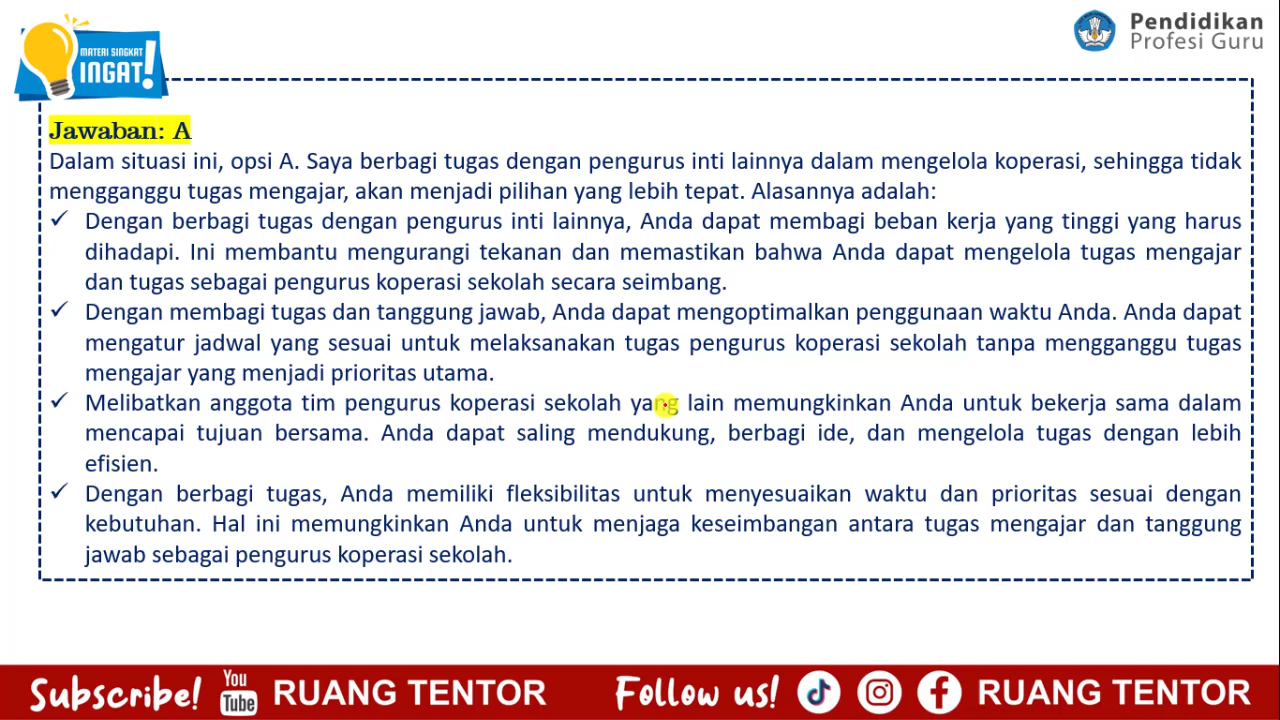 MATERI SINGKAT
INGAT!
Pendidikan
Profesi Guru
Jawaban: A
Dalam situasi ini, opsi A. Saya berbagi tugas dengan pengurus inti lainnya dalam mengelola koperasi, sehingga tidak
mengganggu tugas mengajar, akan menjadi pilihan yang lebih tepat. Alasannya adalah:
✓ Dengan berbagi tugas dengan pengurus inti lainnya, Anda dapat membagi beban kerja yang tinggi yang harus
dihadapi. Ini membantu mengurangi tekanan dan memastikan bahwa Anda dapat mengelola tugas mengajar
dan tugas sebagai pengurus koperasi sekolah secara seimbang.
✓ Dengan membagi tugas dan tanggung jawab, Anda dapat mengoptimalkan penggunaan waktu Anda. Anda dapat
mengatur jadwal yang sesuai untuk melaksanakan tugas pengurus koperasi sekolah tanpa mengganggu tugas
mengajar yang menjadi prioritas utama.
✓ Melibatkan anggota tim pengurus koperasi sekolah yang lain memungkinkan Anda untuk bekerja sama dalam
mencapai tujuan bersama. Anda dapat saling mendukung, berbagi ide, dan mengelola tugas dengan lebih
efisien.
✓ Dengan berbagi tugas, Anda memiliki fleksibilitas untuk menyesuaikan waktu dan prioritas sesuai dengan
kebutuhan. Hal ini memungkinkan Anda untuk menjaga keseimbangan antara tugas mengajar dan tanggung
jawab sebagai pengurus koperasi sekolah.
Subscribe! You Tube RUANG TENTOR Follow us! RUANG TENTOR